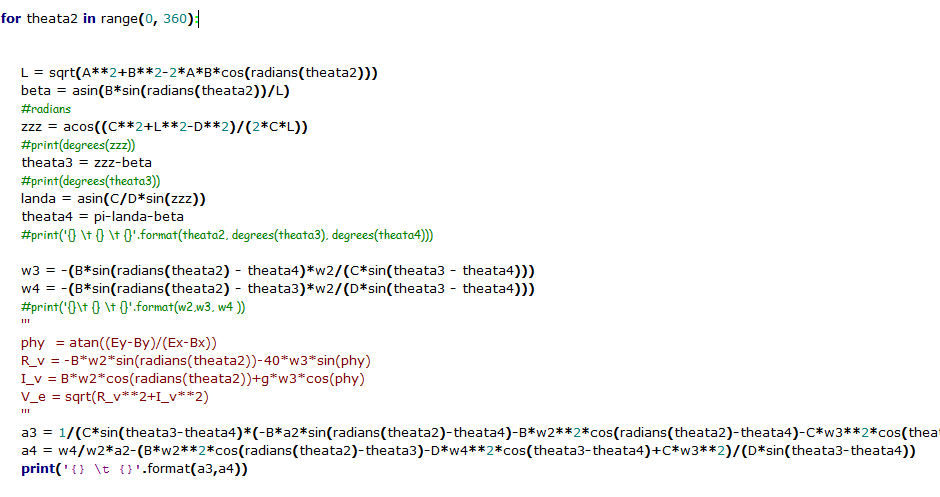 for theata2 in range(0, 360):
L = sqrt(A**2+B**2-2*A*B*cos(radians(theata2)))
beta = asin(B*sin(radians(theata2))/L)
#radians
zzz = acos((C**2+L**2-D**2)/(2*C*L))
#print(degrees(zzz))
theata3 = zzz-beta
#print(degrees(theata3))
landa = asin(C/D*sin(zzz))
theata4 = pi-landa-beta
#print('{} \t {} \t {}'.format(theata2, degrees(theata3), degrees(theata4)))
w3 = -(B*sin(radians(theata2) - theata4)*w2/(C*sin(theata3 - theata4)))
w4 = -(B*sin(radians(theata2) - theata3)*w2/(D*sin(theata3 - theata4)))
#print('{}\t {} \t {}'.format(w2,w3, w4 ))
'''
phy  = atan((Ey-By)/(Ex-Bx))
R_v = -B*w2*sin(radians(theata2))-40*w3*sin(phy)
I_v = B*w2*cos(radians(theata2))+g*w3*cos(phy)
V_e = sqrt(R_v**2+I_v**2)
'''
a3 = 1/(C*sin(theata3-theata4)*(-B*a2*sin(radians(theata2)-theata4)-B*w2**2*cos(radians(theata2)-theata4)-C*w3**2*cos(thea
a4 = w4/w2*a2-(B*w2**2*cos(radians(theata2)-theata3)-D*w4**2*cos(theata3-theata4)+C*w3**2)/(D*sin(theata3-theata4))
print('{} \t {}'.format(a3,a4))